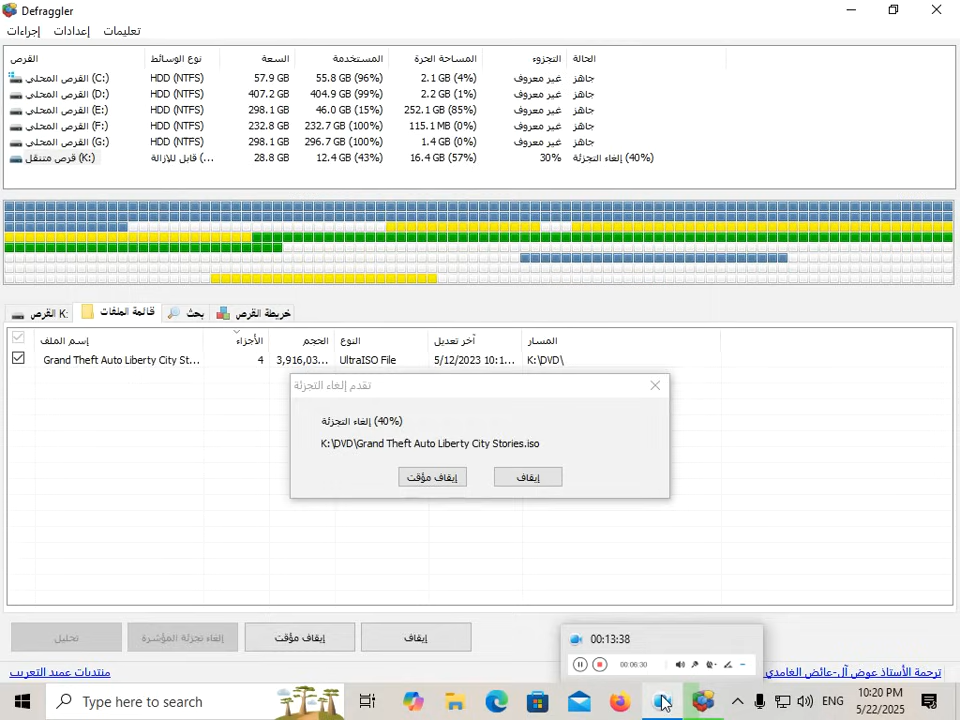 Defraggler
إجراءات إعدادات تعليمات
القرص نوع الوسائط السعة المستخدمة المساحة الحرة التجزوء الحالة
القرص المحلي (C:) HDD (NTFS) 57.9 GB 55.8 GB (96%) 2.1 GB (4%) غير معروف جاهز
القرص المحلي (D:) HDD (NTFS) 407.2 GB 404.9 GB (99%) 2.2 GB (1%) غير معروف جاهز
القرص المحلي (E:) HDD (NTFS) 298.1 GB 46.0 GB (15%) 252.1 GB (85%) غير معروف جاهز
القرص المحلي (F:) HDD (NTFS) 232.8 GB 232.7 GB (100%) 115.1 MB (0%) غير معروف جاهز
القرص المحلي (G:) HDD (NTFS) 298.1 GB 296.7 GB (100%) 1.4 GB (0%) غير معروف جاهز
قرص متنقل (K:) قابل للإزالة (... 28.8 GB 12.4 GB (43%) 16.4 GB (57%) 30% إلغاء التجزئة (40%)
القرص K: قائمة الملفات بحث خريطة القرص
إسم الملف الأجزاء الحجم النوع آخر تعديل المسار
Grand Theft Auto Liberty City St... 4 3,916,03... UltraISO File 5/12/2023 10:1... K:\DVD\
تقدم إلغاء التجزئة
إلغاء التجزئة (40%)
K:\DVD\Grand Theft Auto Liberty City Stories.iso
إيقاف مؤقت إيقاف
تحليل إلغاء تجزئة المؤشرة إيقاف مؤقت إيقاف
00:13:38
00:06:30
منتديات عميد التعريب ترجمة الأستاذ عوض آل-عائض الغامدي
Type here to search ENG 10:20 PM
5/22/2025